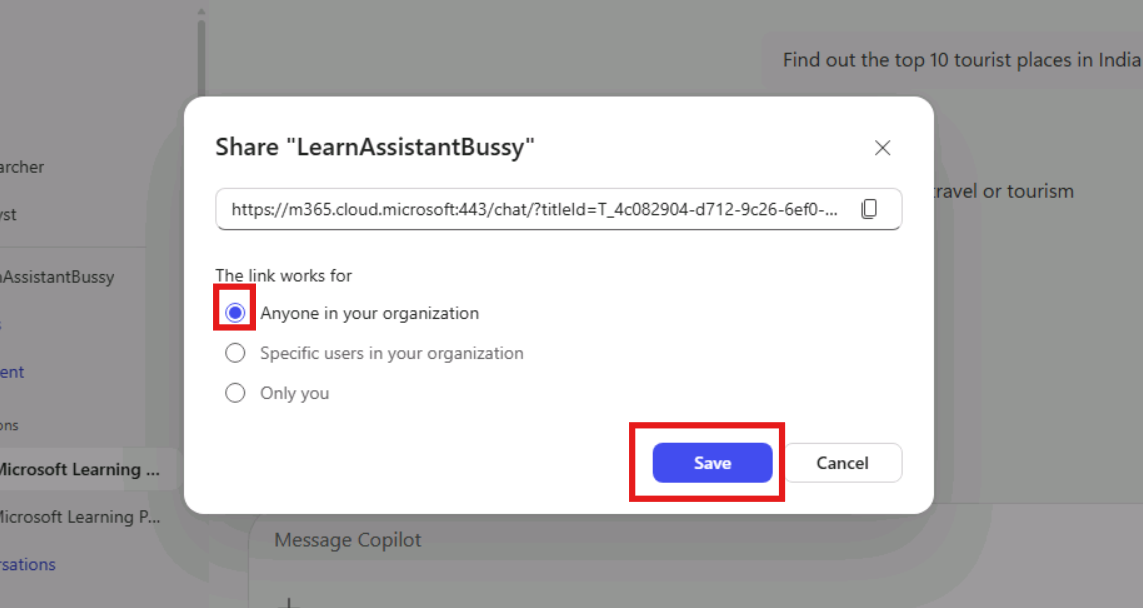 Find out the top 10 tourist places in India
Share "LearnAssistantBussy"
https://m365.cloud.microsoft:443/chat/?titleId=T_4c082904-d712-9c26-6ef0-...
The link works for
Anyone in your organization
Specific users in your organization
Only you
Save
Cancel
archer
yst
nAssistantBussy
s
ent
ons
Microsoft Learning ...
Microsoft Learning P...
rsations
travel or tourism
Message Copilot